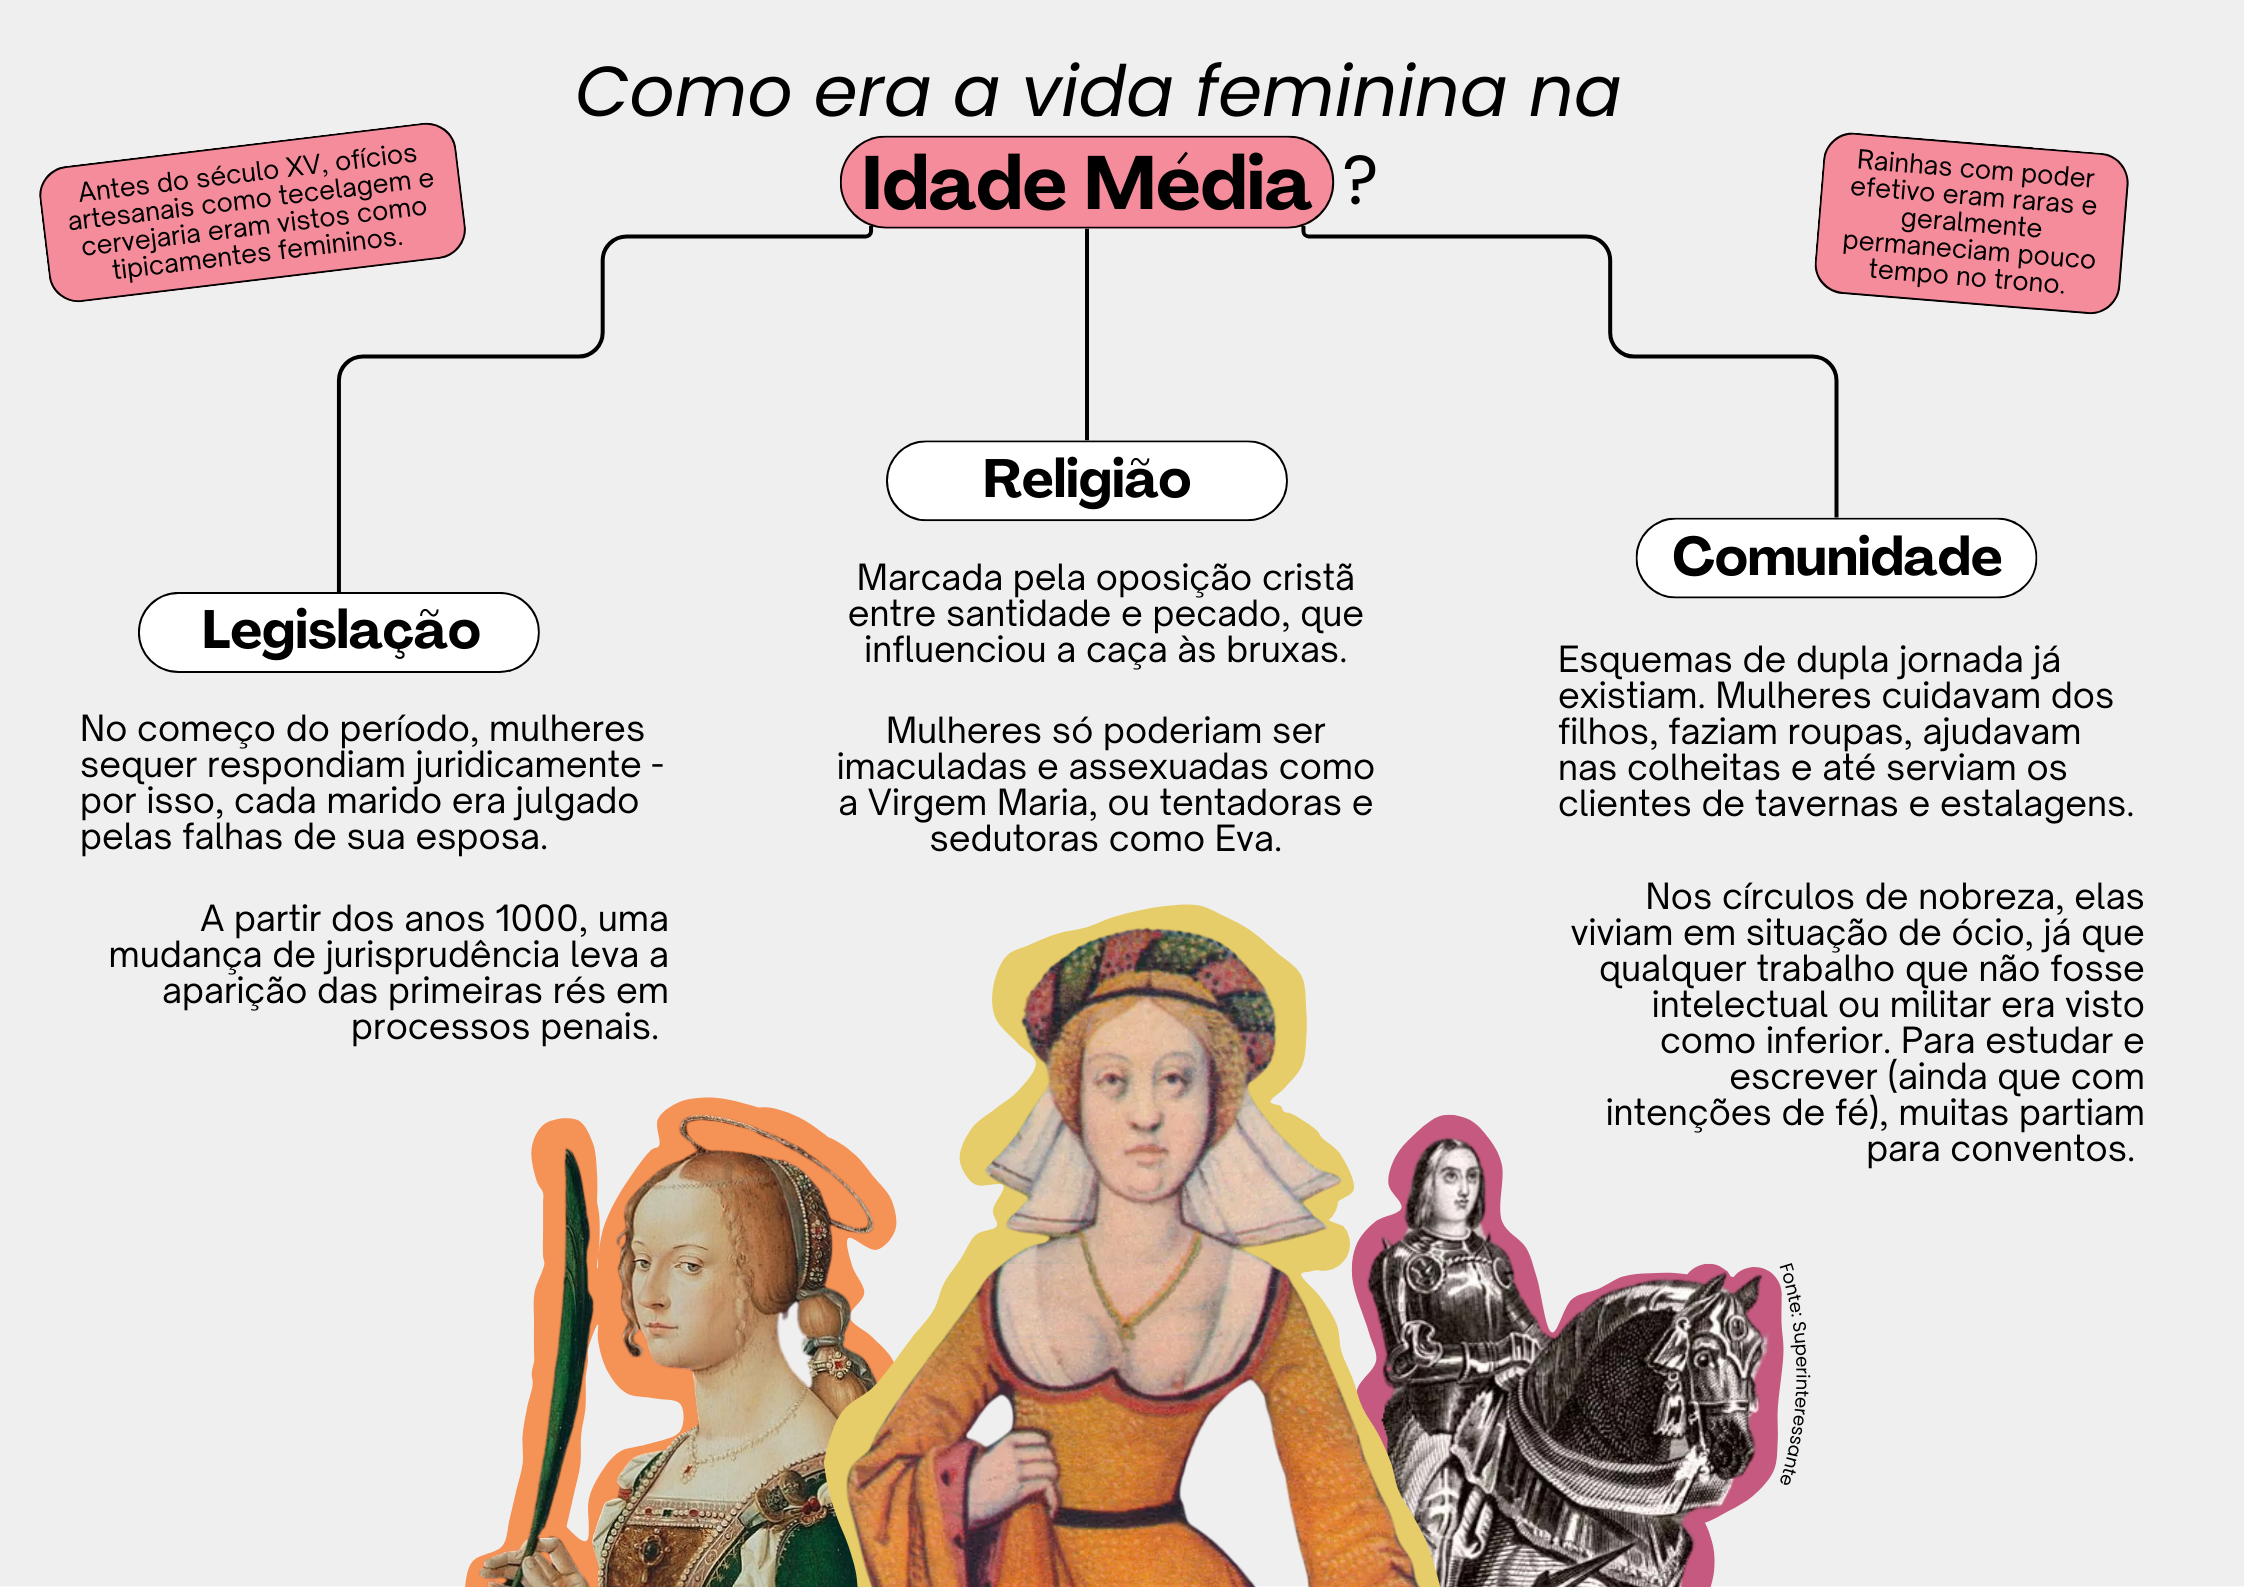 Como era a vida feminina na
Idade Média ?
Antes do século XV, ofícios
artesanais como tecelagem e
cervejaria eram vistos como
tipicamentes femininos.
Rainhas com poder
efetivo eram raras e
geralmente
permaneciam pouco
tempo no trono.
Legislação
No começo do período, mulheres
sequer respondiam juridicamente -
por isso, cada marido era julgado
pelas falhas de sua esposa.
A partir dos anos 1000, uma
mudança de jurisprudência leva a
aparição das primeiras rés em
processos penais.
Religião
Marcada pela oposição cristã
entre santidade e pecado, que
influenciou a caça às bruxas.
Mulheres só poderiam ser
imaculadas e assexuadas como
a Virgem Maria, ou tentadoras e
sedutoras como Eva.
Comunidade
Esquemas de dupla jornada já
existiam. Mulheres cuidavam dos
filhos, faziam roupas, ajudavam
nas colheitas e até serviam os
clientes de tavernas e estalagens.
Nos círculos de nobreza, elas
viviam em situação de ócio, já que
qualquer trabalho que não fosse
intelectual ou militar era visto
como inferior. Para estudar e
escrever (ainda que com
intenções de fé), muitas partiam
para conventos.
Fonte: Superinteressante